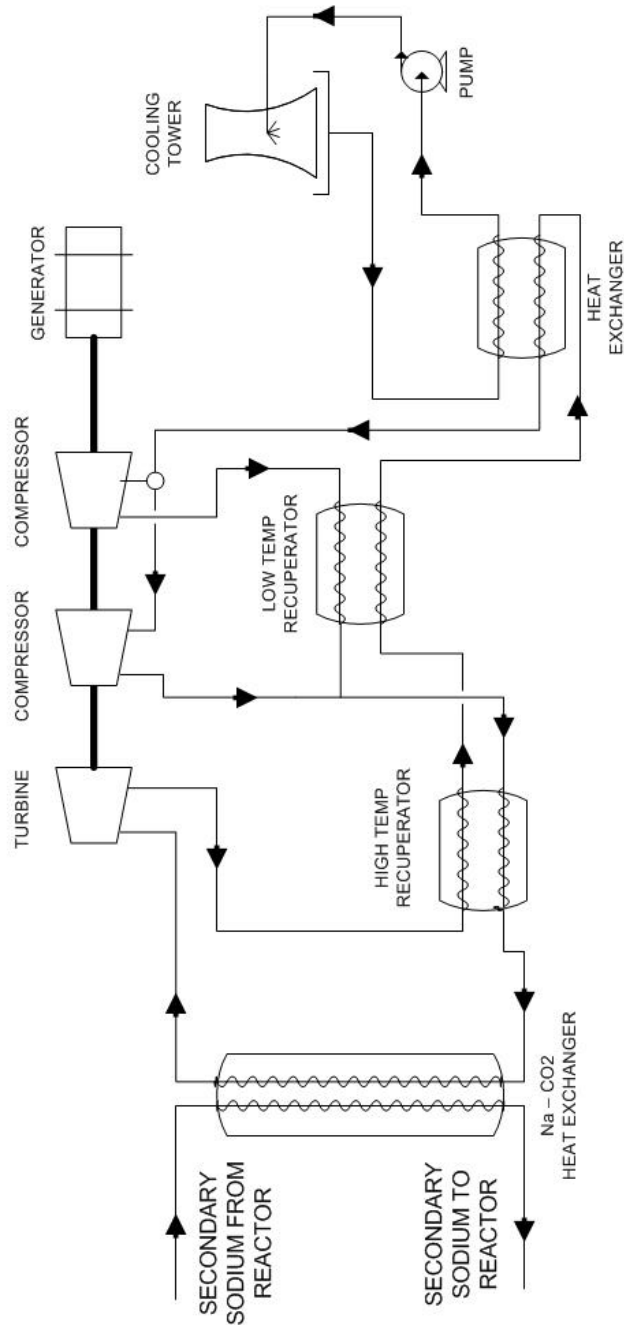 SECONDARY
SODIUM FROM
REACTOR
SECONDARY
SODIUM TO
REACTOR
Na – CO2
HEAT EXCHANGER
TURBINE
HIGH TEMP
RECUPERATOR
COMPRESSOR
LOW TEMP
RECUPERATOR
COMPRESSOR
GENERATOR
HEAT
EXCHANGER
COOLING
TOWER
PUMP